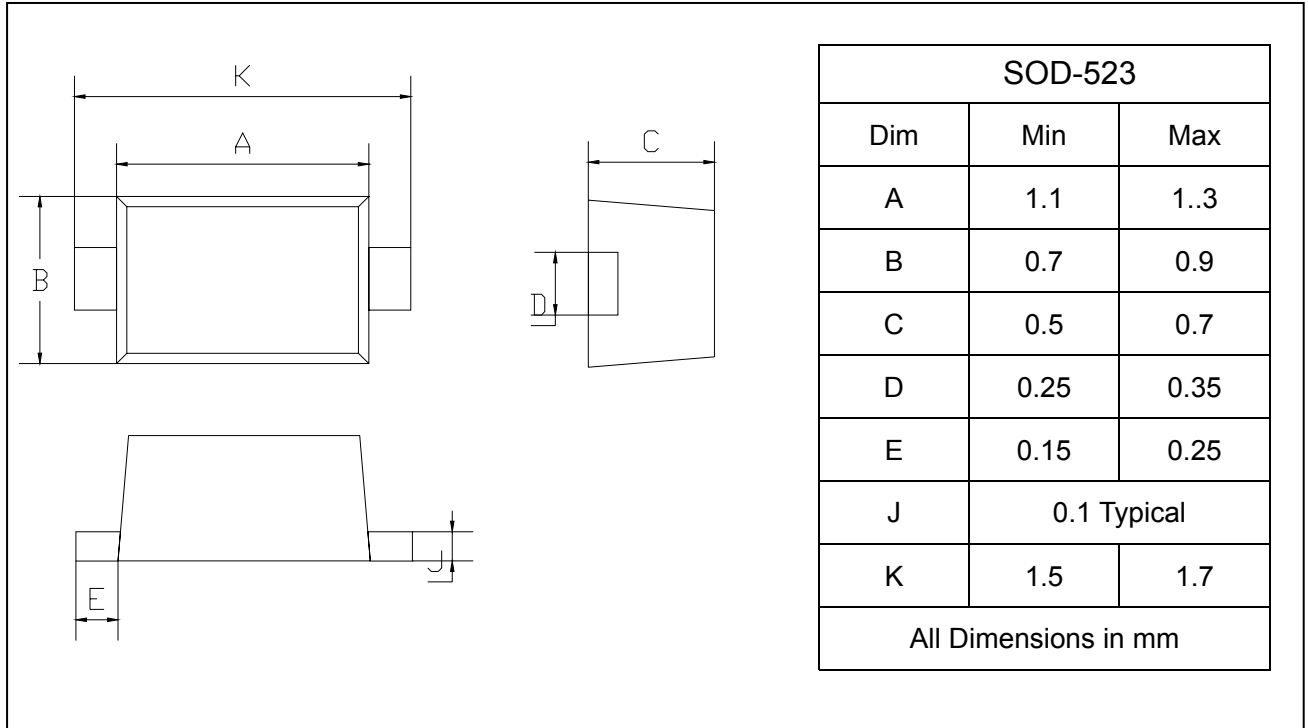 K
A
B
C
D
E
J
SOD-523
Dim Min Max
A 1.1 1..3
B 0.7 0.9
C 0.5 0.7
D 0.25 0.35
E 0.15 0.25
J 0.1 Typical
K 1.5 1.7
All Dimensions in mm